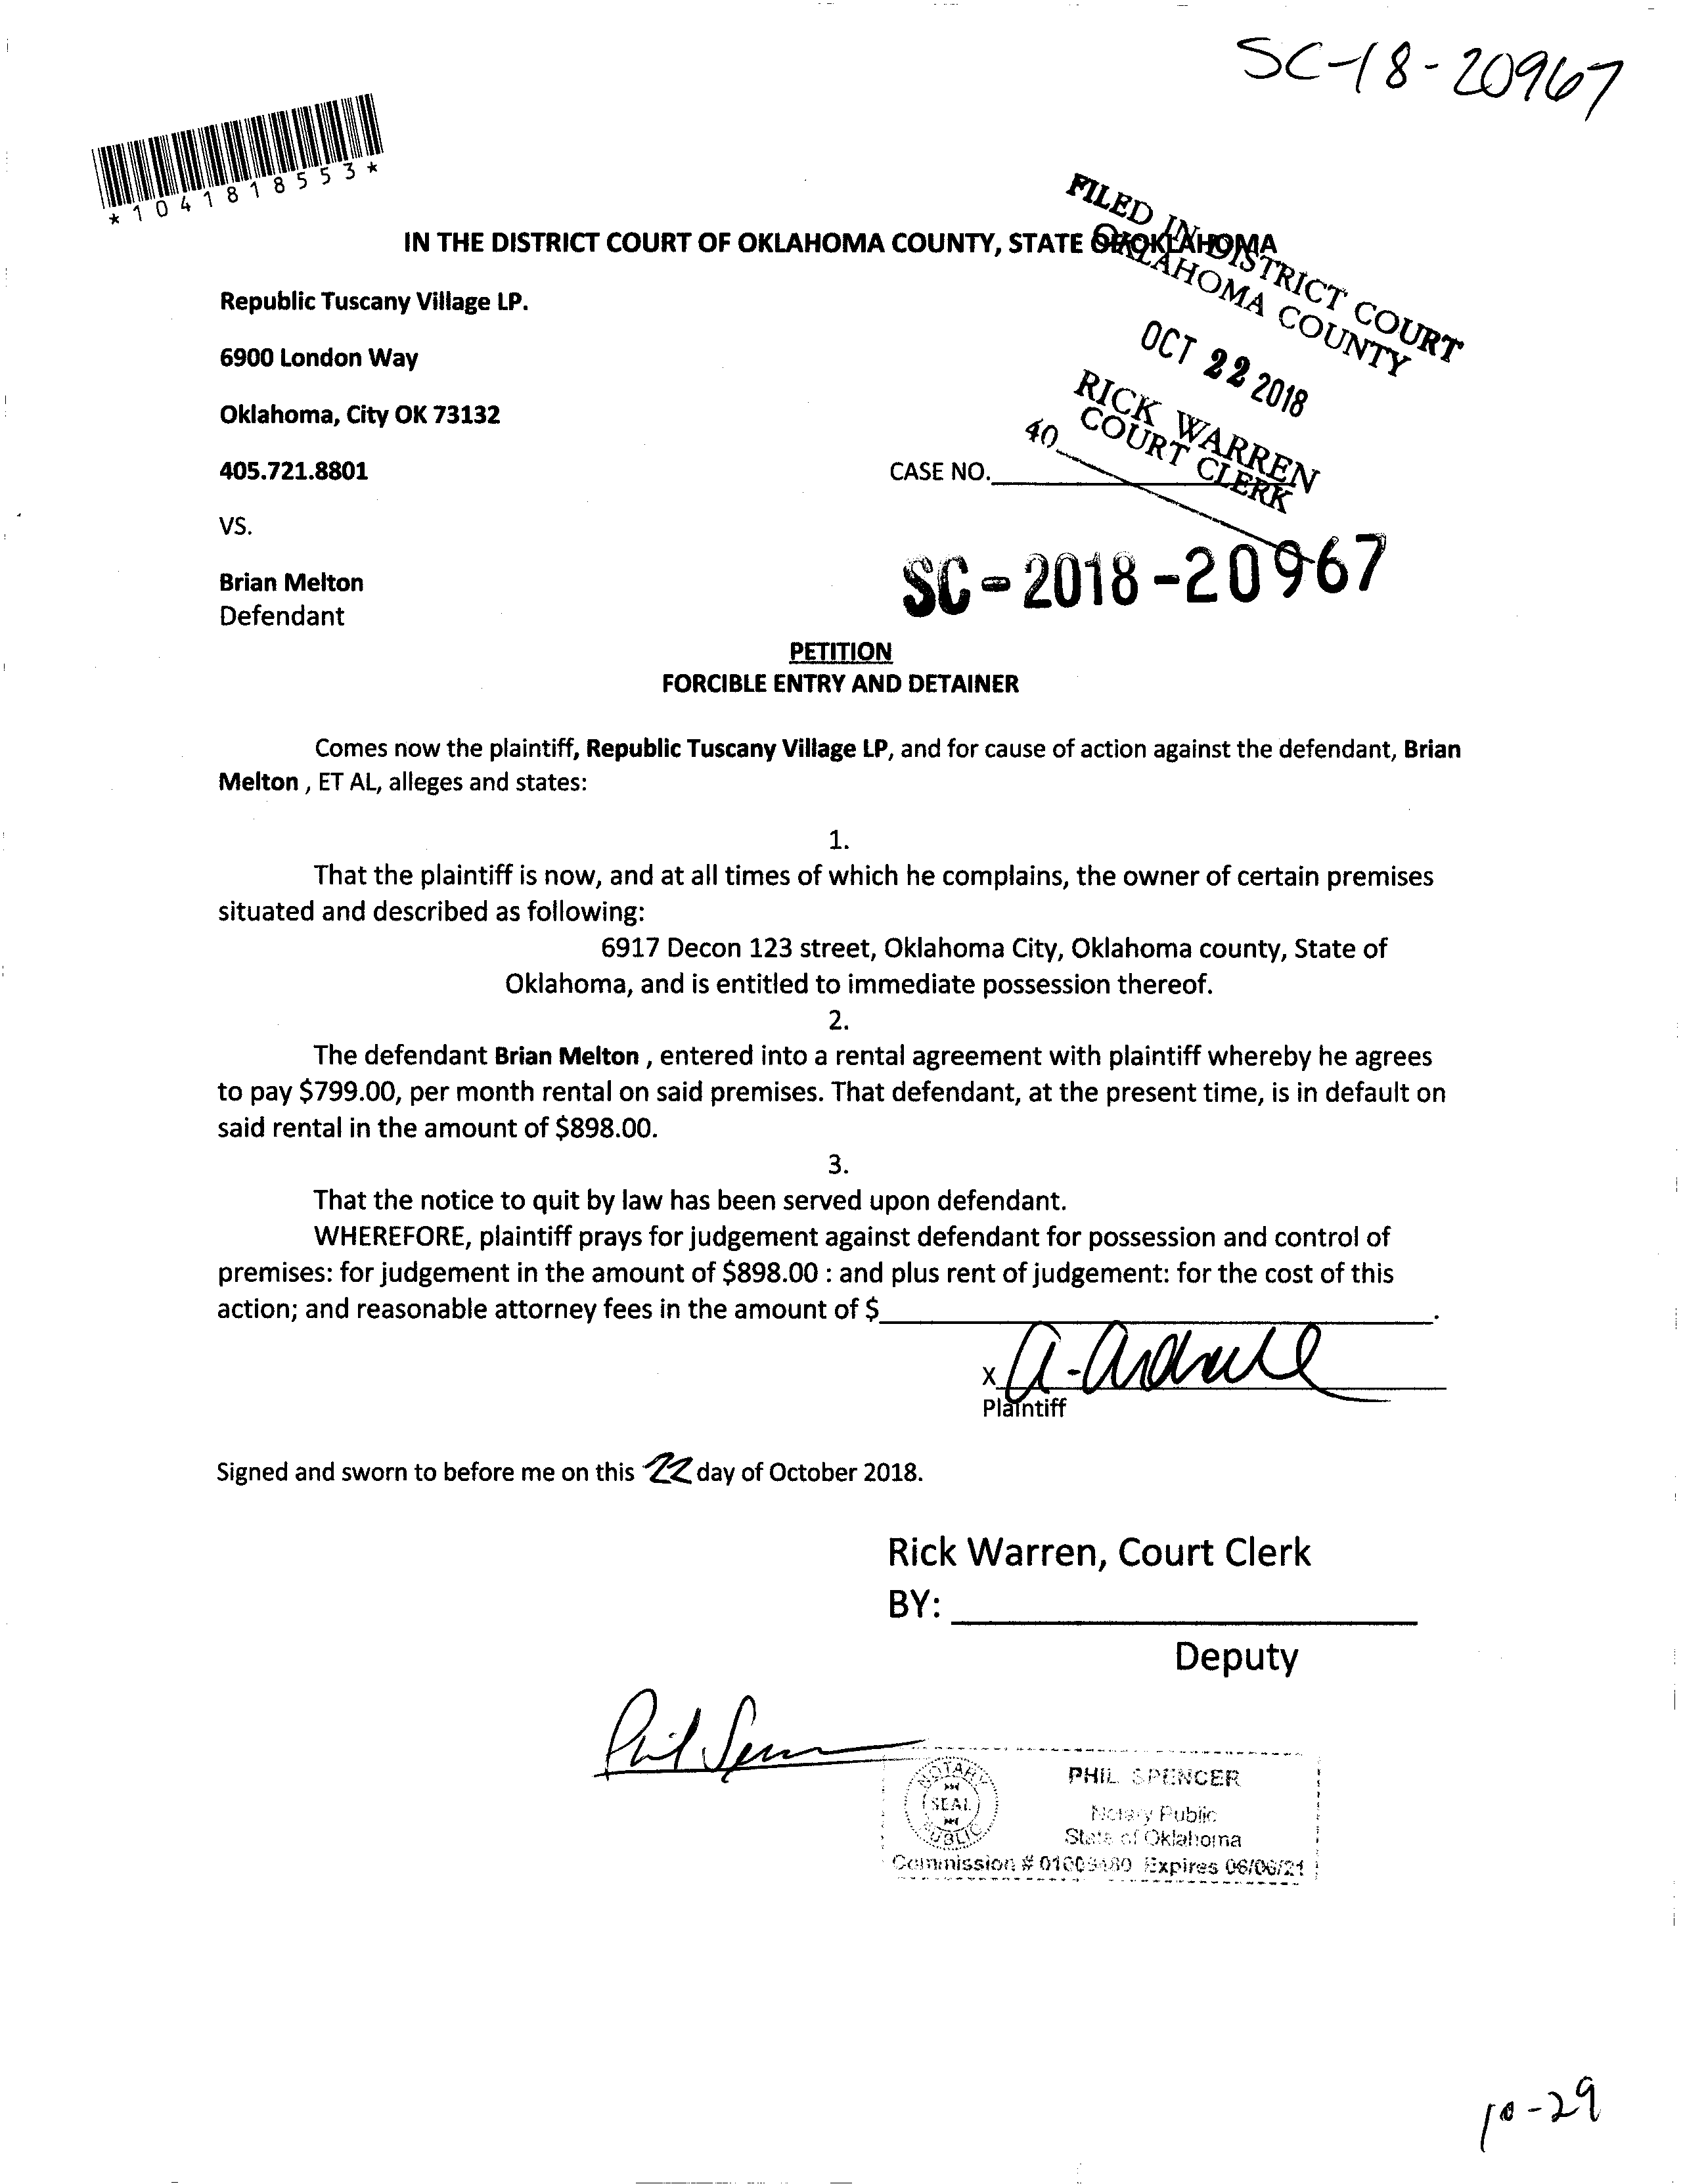 SC-18-20967
*1041818553*
FILED IN DISTRICT COURT
OKLAHOMA COUNTY
IN THE DISTRICT COURT OF OKLAHOMA COUNTY, STATE OF OKLAHOMA
Republic Tuscany Village LP.
OCT 22 2018
6900 London Way
RICK WARREN
COURT CLERK
Oklahoma, City OK 73132
40
405.721.8801
CASE NO.
VS.
SC-2018-20967
Brian Melton
Defendant
PETITION
FORCIBLE ENTRY AND DETAINER
Comes now the plaintiff, Republic Tuscany Village LP, and for cause of action against the defendant, Brian
Melton , ET AL, alleges and states:
1.
That the plaintiff is now, and at all times of which he complains, the owner of certain premises
situated and described as following:
6917 Decon 123 street, Oklahoma City, Oklahoma county, State of
Oklahoma, and is entitled to immediate possession thereof.
2.
The defendant Brian Melton , entered into a rental agreement with plaintiff whereby he agrees
to pay $799.00, per month rental on said premises. That defendant, at the present time, is in default on
said rental in the amount of $898.00.
3.
That the notice to quit by law has been served upon defendant.
WHEREFORE, plaintiff prays for judgement against defendant for possession and control of
premises: for judgement in the amount of $898.00 : and plus rent of judgement: for the cost of this
action; and reasonable attorney fees in the amount of $
.
X
Plaintiff
Signed and sworn to before me on this 22 day of October 2018.
Rick Warren, Court Clerk
BY:
Deputy
NOTARY
SEAL
PUBLIC
PHIL SPENCER
Notary Public
State of Oklahoma
Commission # Expires 06/06/21
10-29